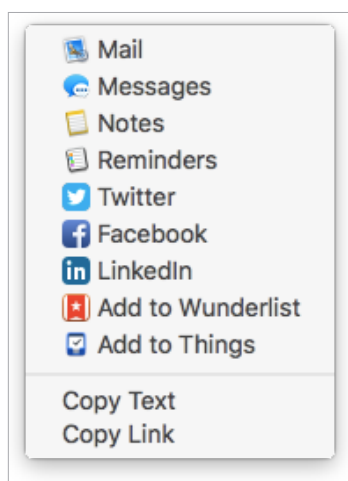 Mail
Messages
Notes
Reminders
Twitter
Facebook
LinkedIn
Add to Wunderlist
Add to Things
Copy Text
Copy Link